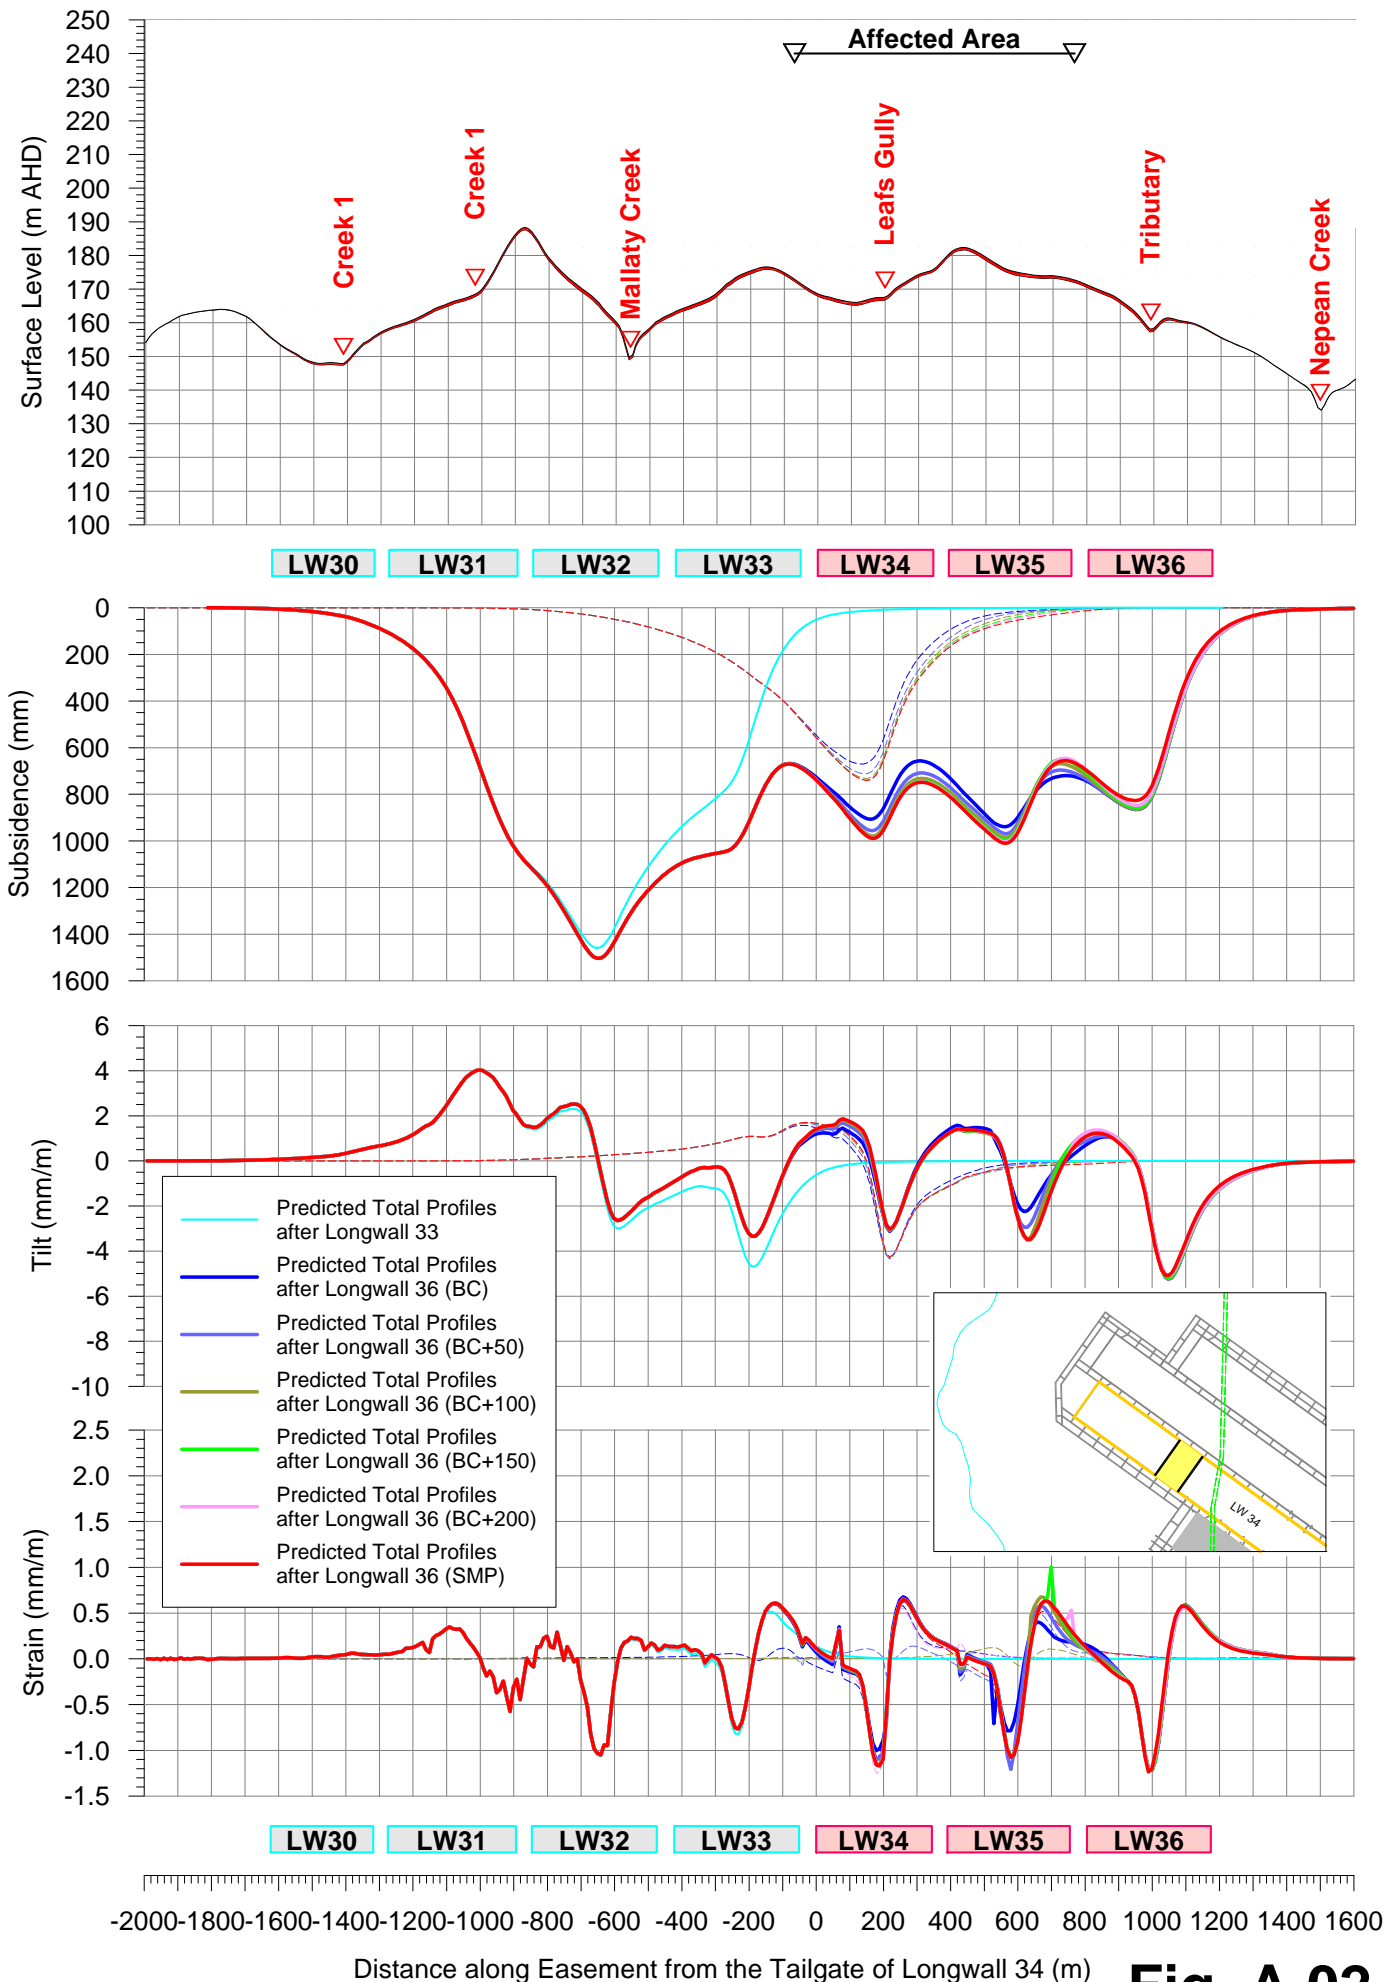 250
240
230
220
210
200
190
180
170
160
150
140
130
120
110
100
Surface Level (m AHD)
Affected Area
Creek 1
Creek 1
Mallaty Creek
Leafs Gully
Tributary
Nepean Creek
LW30 LW31 LW32 LW33 LW34 LW35 LW36
0
200
400
600
800
1000
1200
1400
1600
Subsidence (mm)
6
4
2
0
-2
-4
-6
-8
-10
Tilt (mm/m)
Predicted Total Profiles
after Longwall 33
Predicted Total Profiles
after Longwall 36 (BC)
Predicted Total Profiles
after Longwall 36 (BC+50)
Predicted Total Profiles
after Longwall 36 (BC+100)
Predicted Total Profiles
after Longwall 36 (BC+150)
Predicted Total Profiles
after Longwall 36 (BC+200)
Predicted Total Profiles
after Longwall 36 (SMP)
LW 34
2.5
2.0
1.5
1.0
0.5
0.0
-0.5
-1.0
-1.5
Strain (mm/m)
LW30 LW31 LW32 LW33 LW34 LW35 LW36
-2000 -1800 -1600 -1400 -1200 -1000 -800 -600 -400 -200 0 200 400 600 800 1000 1200 1400 1600
Distance along Easement from the Tailgate of Longwall 34 (m)
Fig. A.02